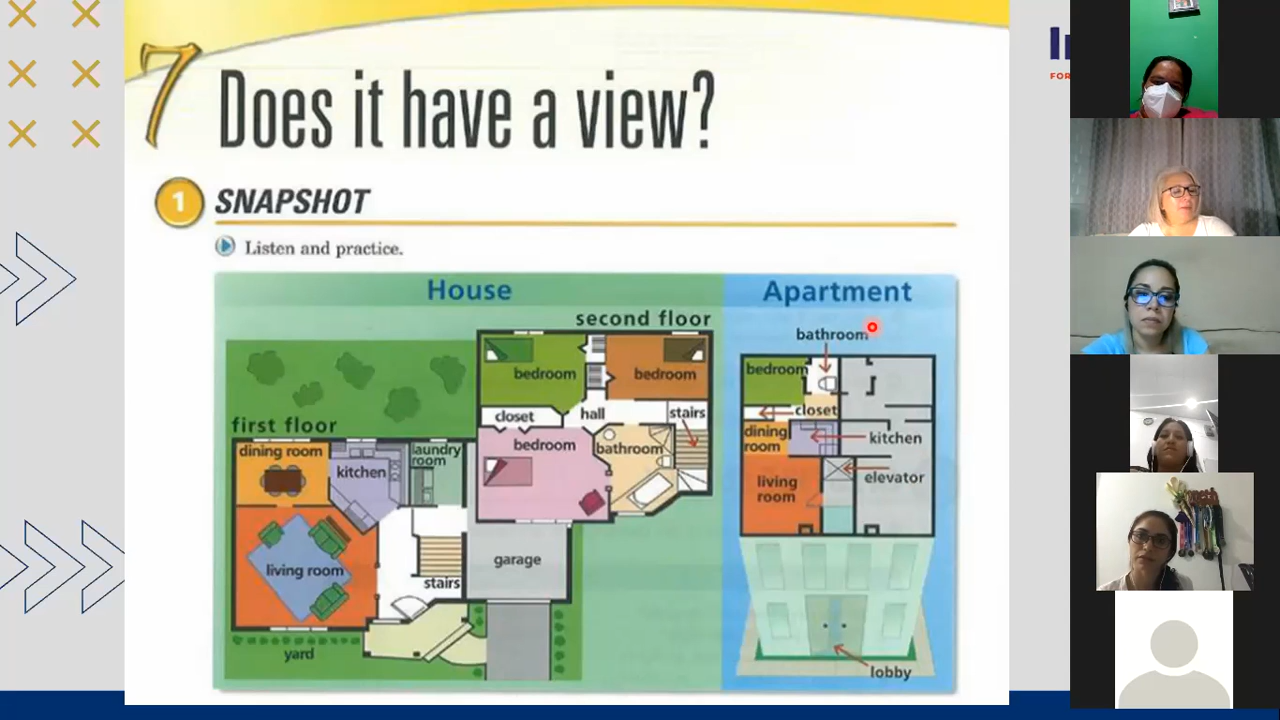 7 Does it have a view?
1 SNAPSHOT
Listen and practice.
House
second floor
bedroom
bedroom
closet
hall
stairs
bedroom
bathroom
first floor
dining room
kitchen
laundry
room
living room
stairs
garage
yard
Apartment
bathroom
bedroom
closet
dining
room
kitchen
living
room
elevator
lobby
FOR